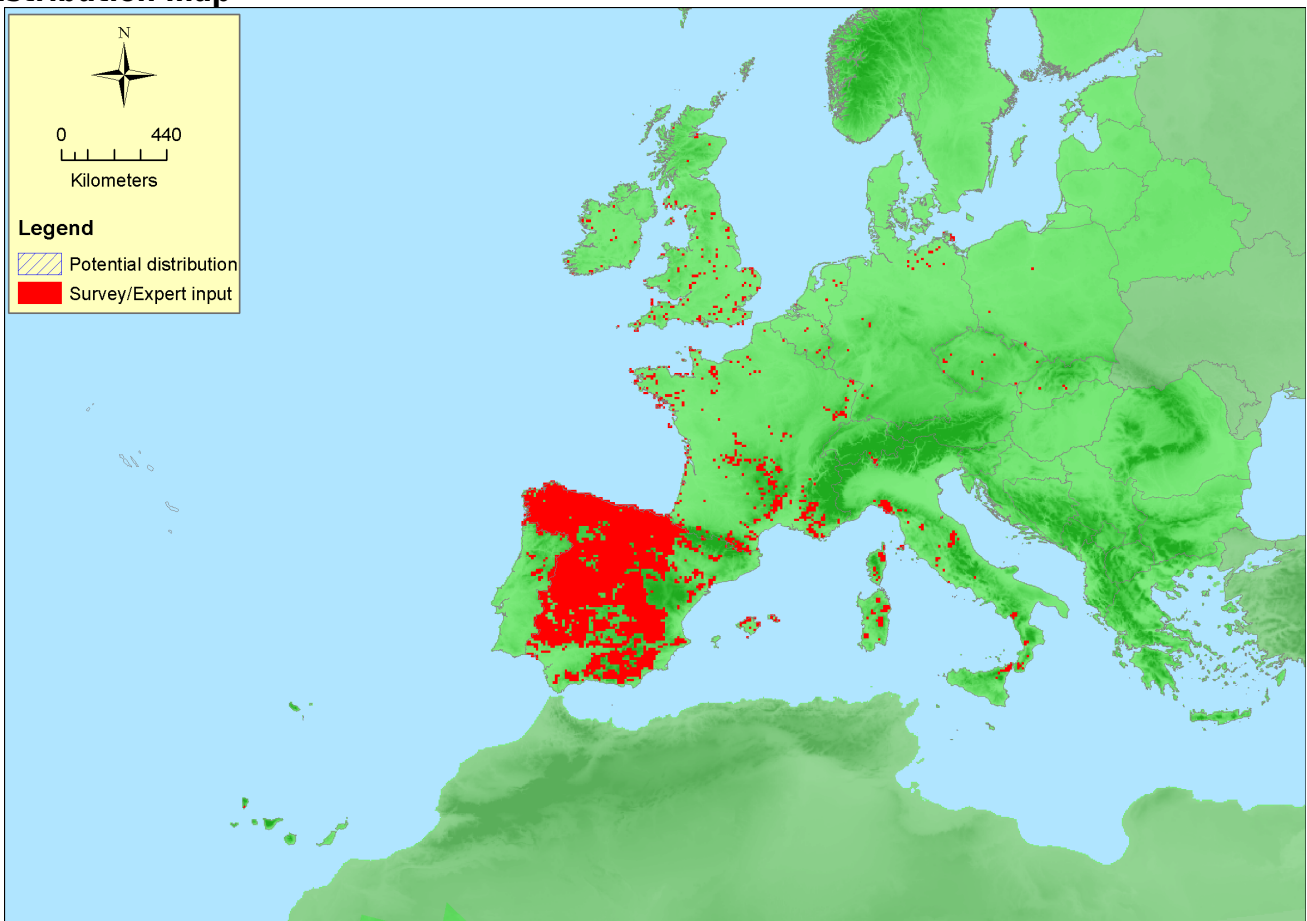 N
0 440
Kilometers
Legend
Potential distribution
Survey/Expert input